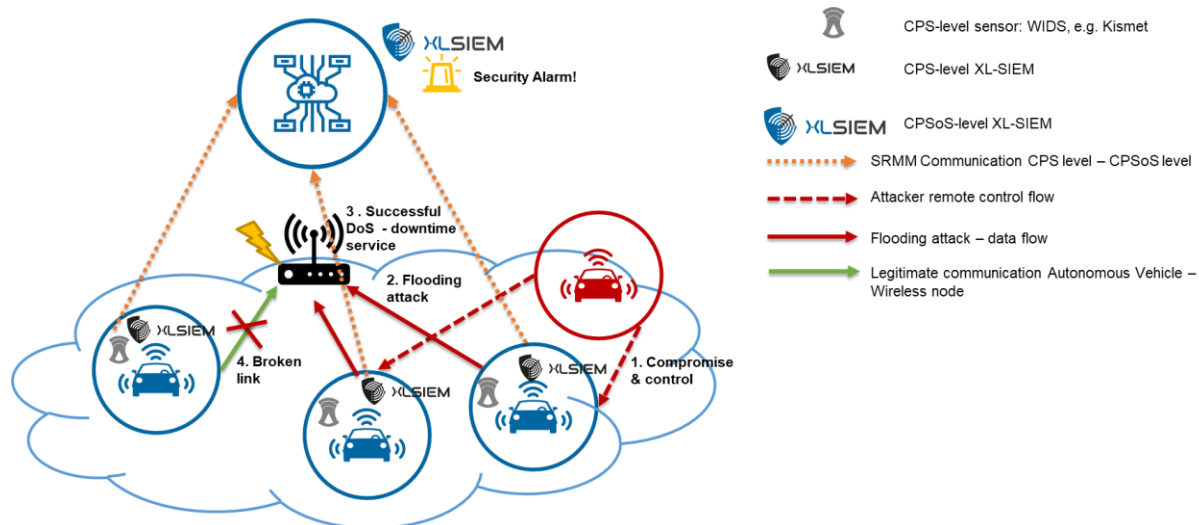 XLSIEM
Security Alarm!
3 . Successful
DoS - downtime
service
2. Flooding
attack
XLSIEM
4. Broken
link
XLSIEM
XLSIEM
1. Compromise
& control
CPS-level sensor: WIDS, e.g. Kismet
XLSIEM
CPS-level XL-SIEM
XLSIEM
CPSoS-level XL-SIEM
SRMM Communication CPS level – CPSoS level
Attacker remote control flow
Flooding attack – data flow
Legitimate communication Autonomous Vehicle –
Wireless node